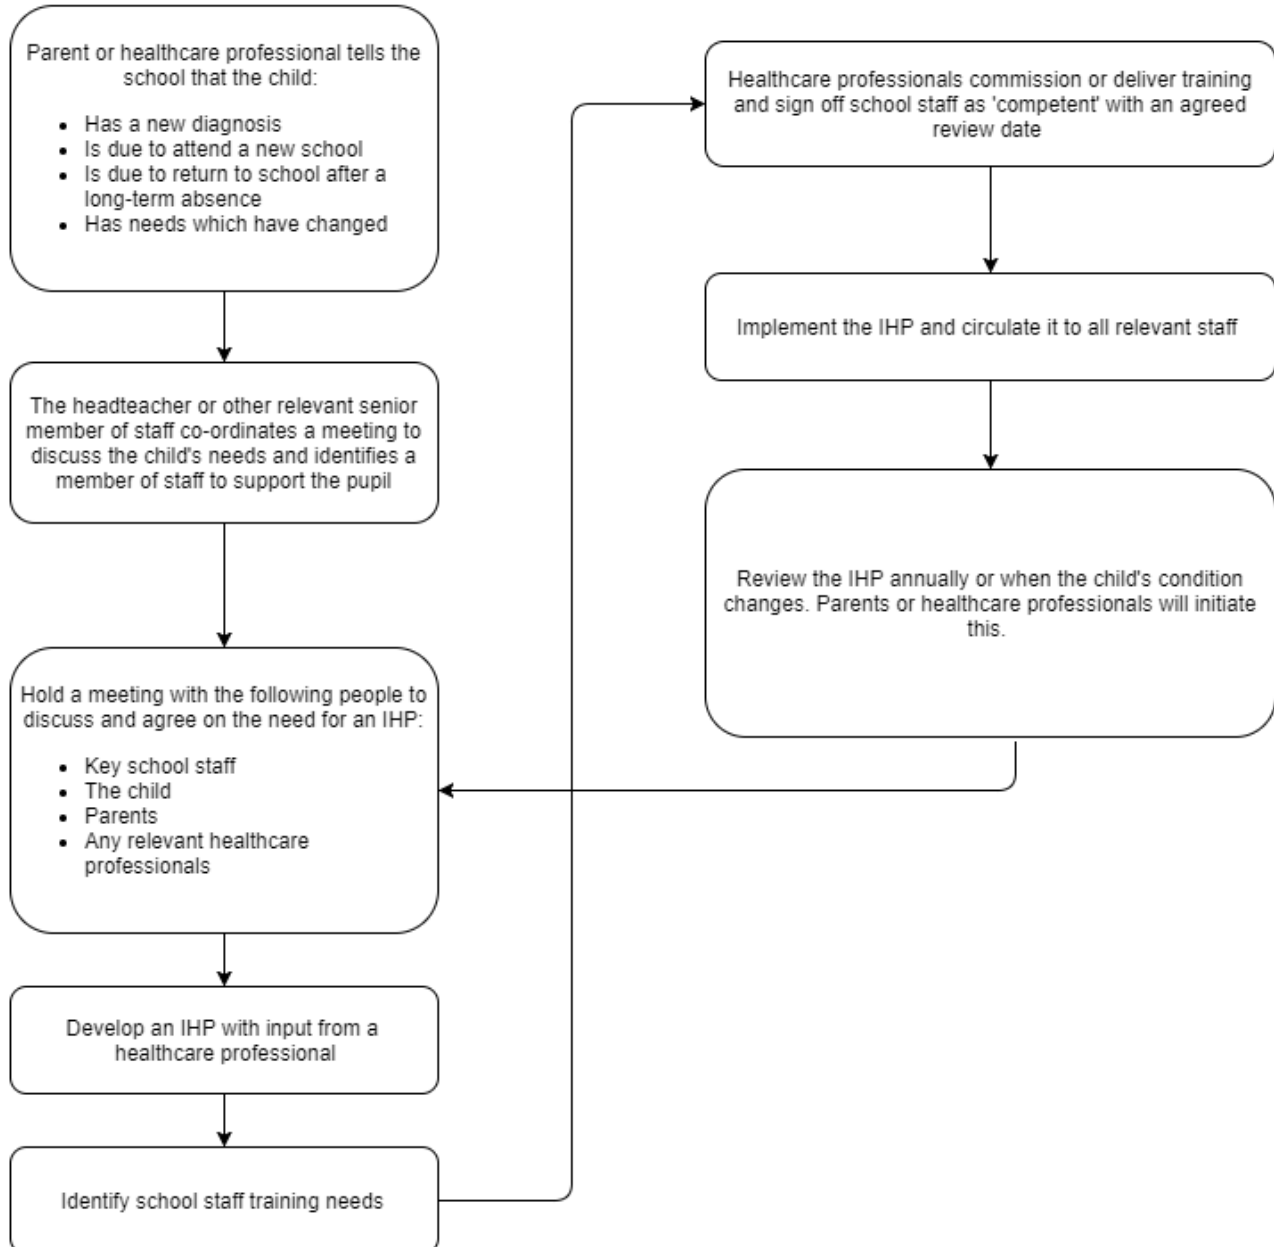 Parent or healthcare professional tells the
school that the child:
• Has a new diagnosis
• Is due to attend a new school
• Is due to return to school after a
long-term absence
• Has needs which have changed
The headteacher or other relevant senior
member of staff co-ordinates a meeting to
discuss the child's needs and identifies a
member of staff to support the pupil
Hold a meeting with the following people to
discuss and agree on the need for an IHP:
• Key school staff
• The child
• Parents
• Any relevant healthcare
professionals
Develop an IHP with input from a
healthcare professional
Identify school staff training needs
Healthcare professionals commission or deliver training
and sign off school staff as 'competent' with an agreed
review date
Implement the IHP and circulate it to all relevant staff
Review the IHP annually or when the child's condition
changes. Parents or healthcare professionals will initiate
this.